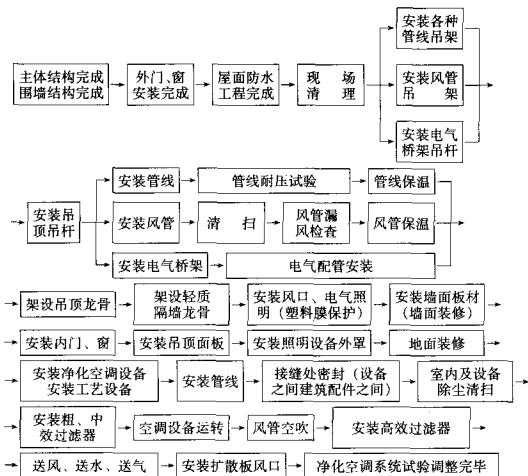 安装各种
管线吊架
主体结构完成
围墙结构完成
外门、窗
安装完成
屋面防水
工程完成
现 场
清 理
安装风管
吊 架
安装电气
桥架吊杆
安装吊
顶吊杆
安装管线
管线耐压试验
管线保温
安装风管
清 扫
风管漏
风检查
风管保温
安装电气桥架
电气配管安装
架设吊顶龙骨
架设轻质
隔墙龙骨
安装风口、电气照
明（塑料膜保护）
安装墙面板材
（墙面装修）
安装内门、窗
安装吊顶面板
安装照明设备外罩
地面装修
安装净化空调设备
安装工艺设备
安装管线
接缝处密封（设备
之间建筑配件之间）
室内及设备
除尘清扫
安装粗、中
效过滤器
空调设备运转
风管空吹
安装高效过滤器
送风、送水、送气
安装扩散板风口
净化空调系统试验调整完毕